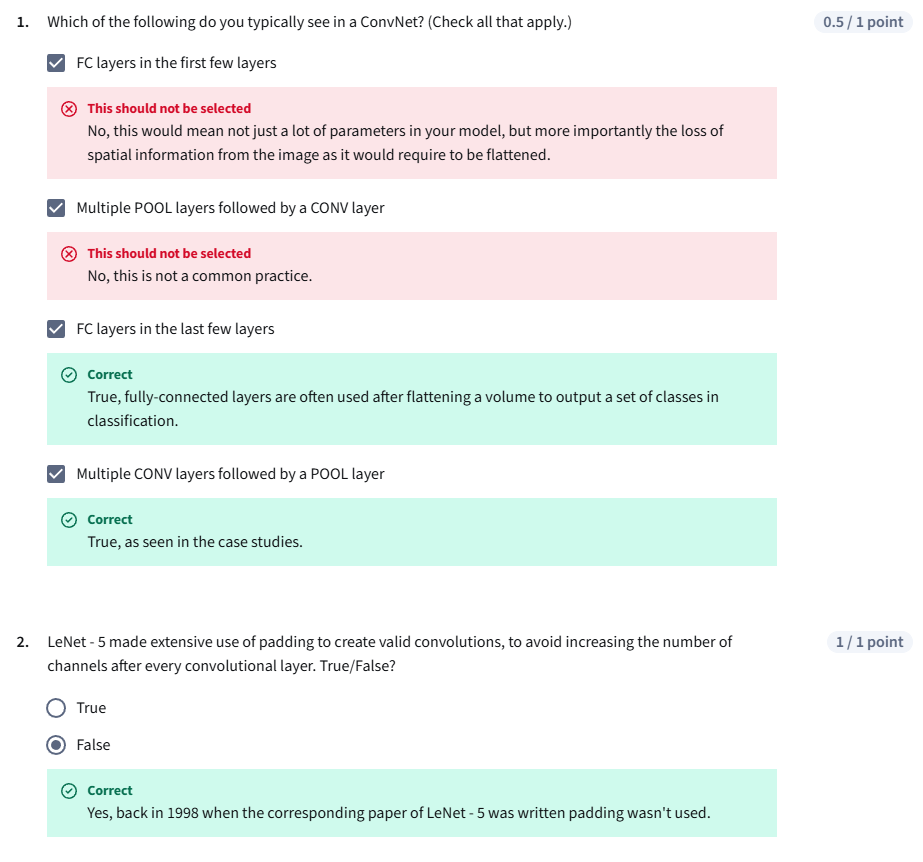 1. Which of the following do you typically see in a ConvNet? (Check all that apply.)
0.5 / 1 point
FC layers in the first few layers
This should not be selected
No, this would mean not just a lot of parameters in your model, but more importantly the loss of
spatial information from the image as it would require to be flattened.
Multiple POOL layers followed by a CONV layer
This should not be selected
No, this is not a common practice.
FC layers in the last few layers
Correct
True, fully-connected layers are often used after flattening a volume to output a set of classes in
classification.
Multiple CONV layers followed by a POOL layer
Correct
True, as seen in the case studies.
2. LeNet - 5 made extensive use of padding to create valid convolutions, to avoid increasing the number of
channels after every convolutional layer. True/False?
1 / 1 point
True
False
Correct
Yes, back in 1998 when the corresponding paper of LeNet - 5 was written padding wasn't used.